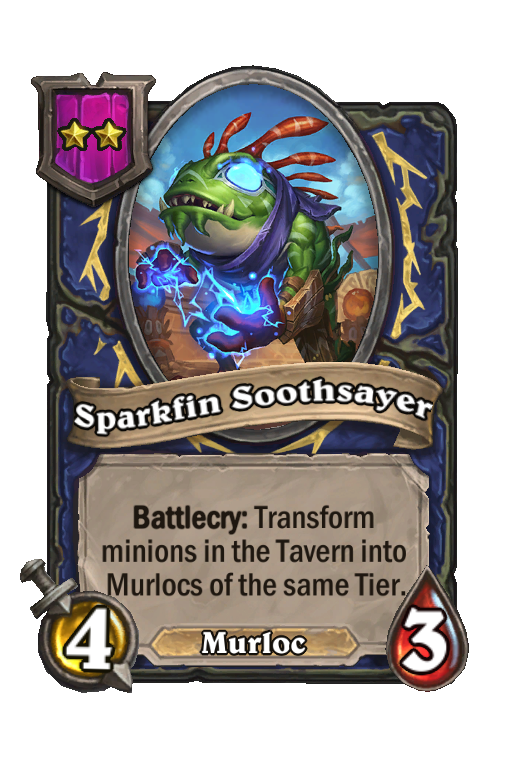 Sparkfin Soothsayer
Battlecry: Transform
minions in the Tavern into
Murlocs of the same Tier.
4
Murloc
3